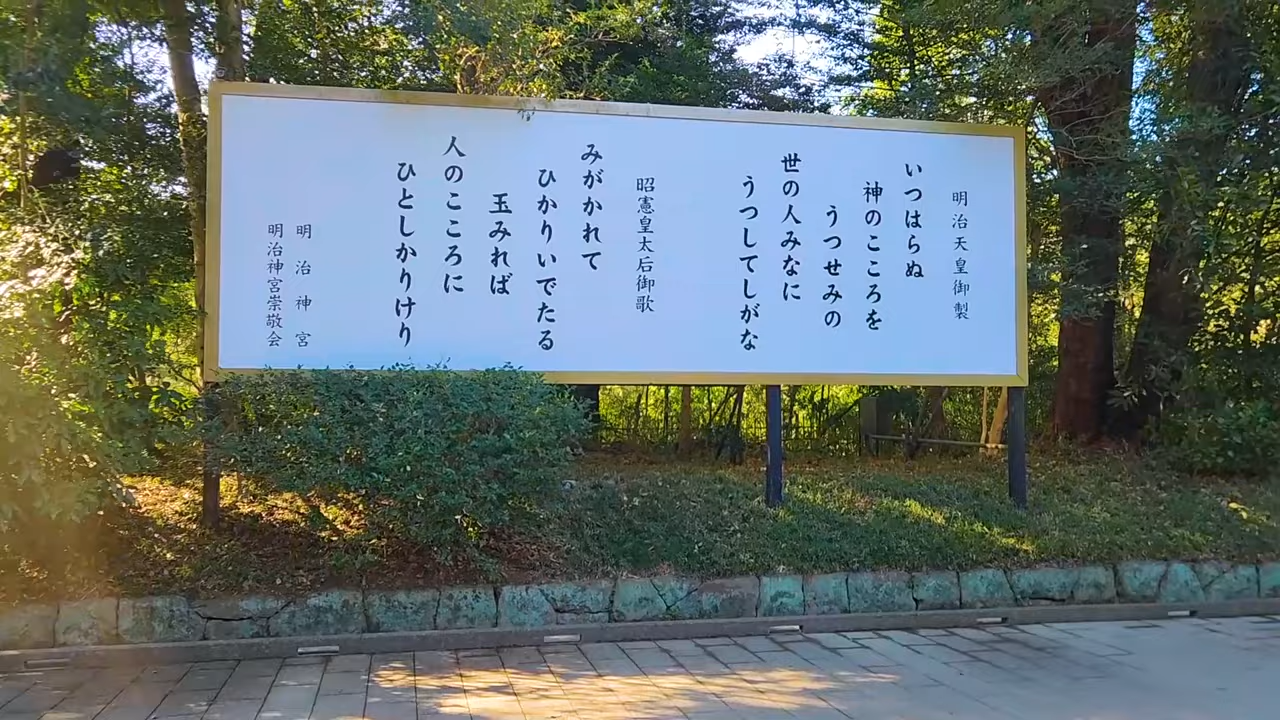 明治天皇御製
いつはらぬ
神のこころを
うつせみの
世の人みなに
うつしてしがな
昭憲皇太后御歌
みがかれて
ひかりいでたる
玉みれば
人のこころに
ひとしかりけり
明治神宮
明治神宮崇敬会